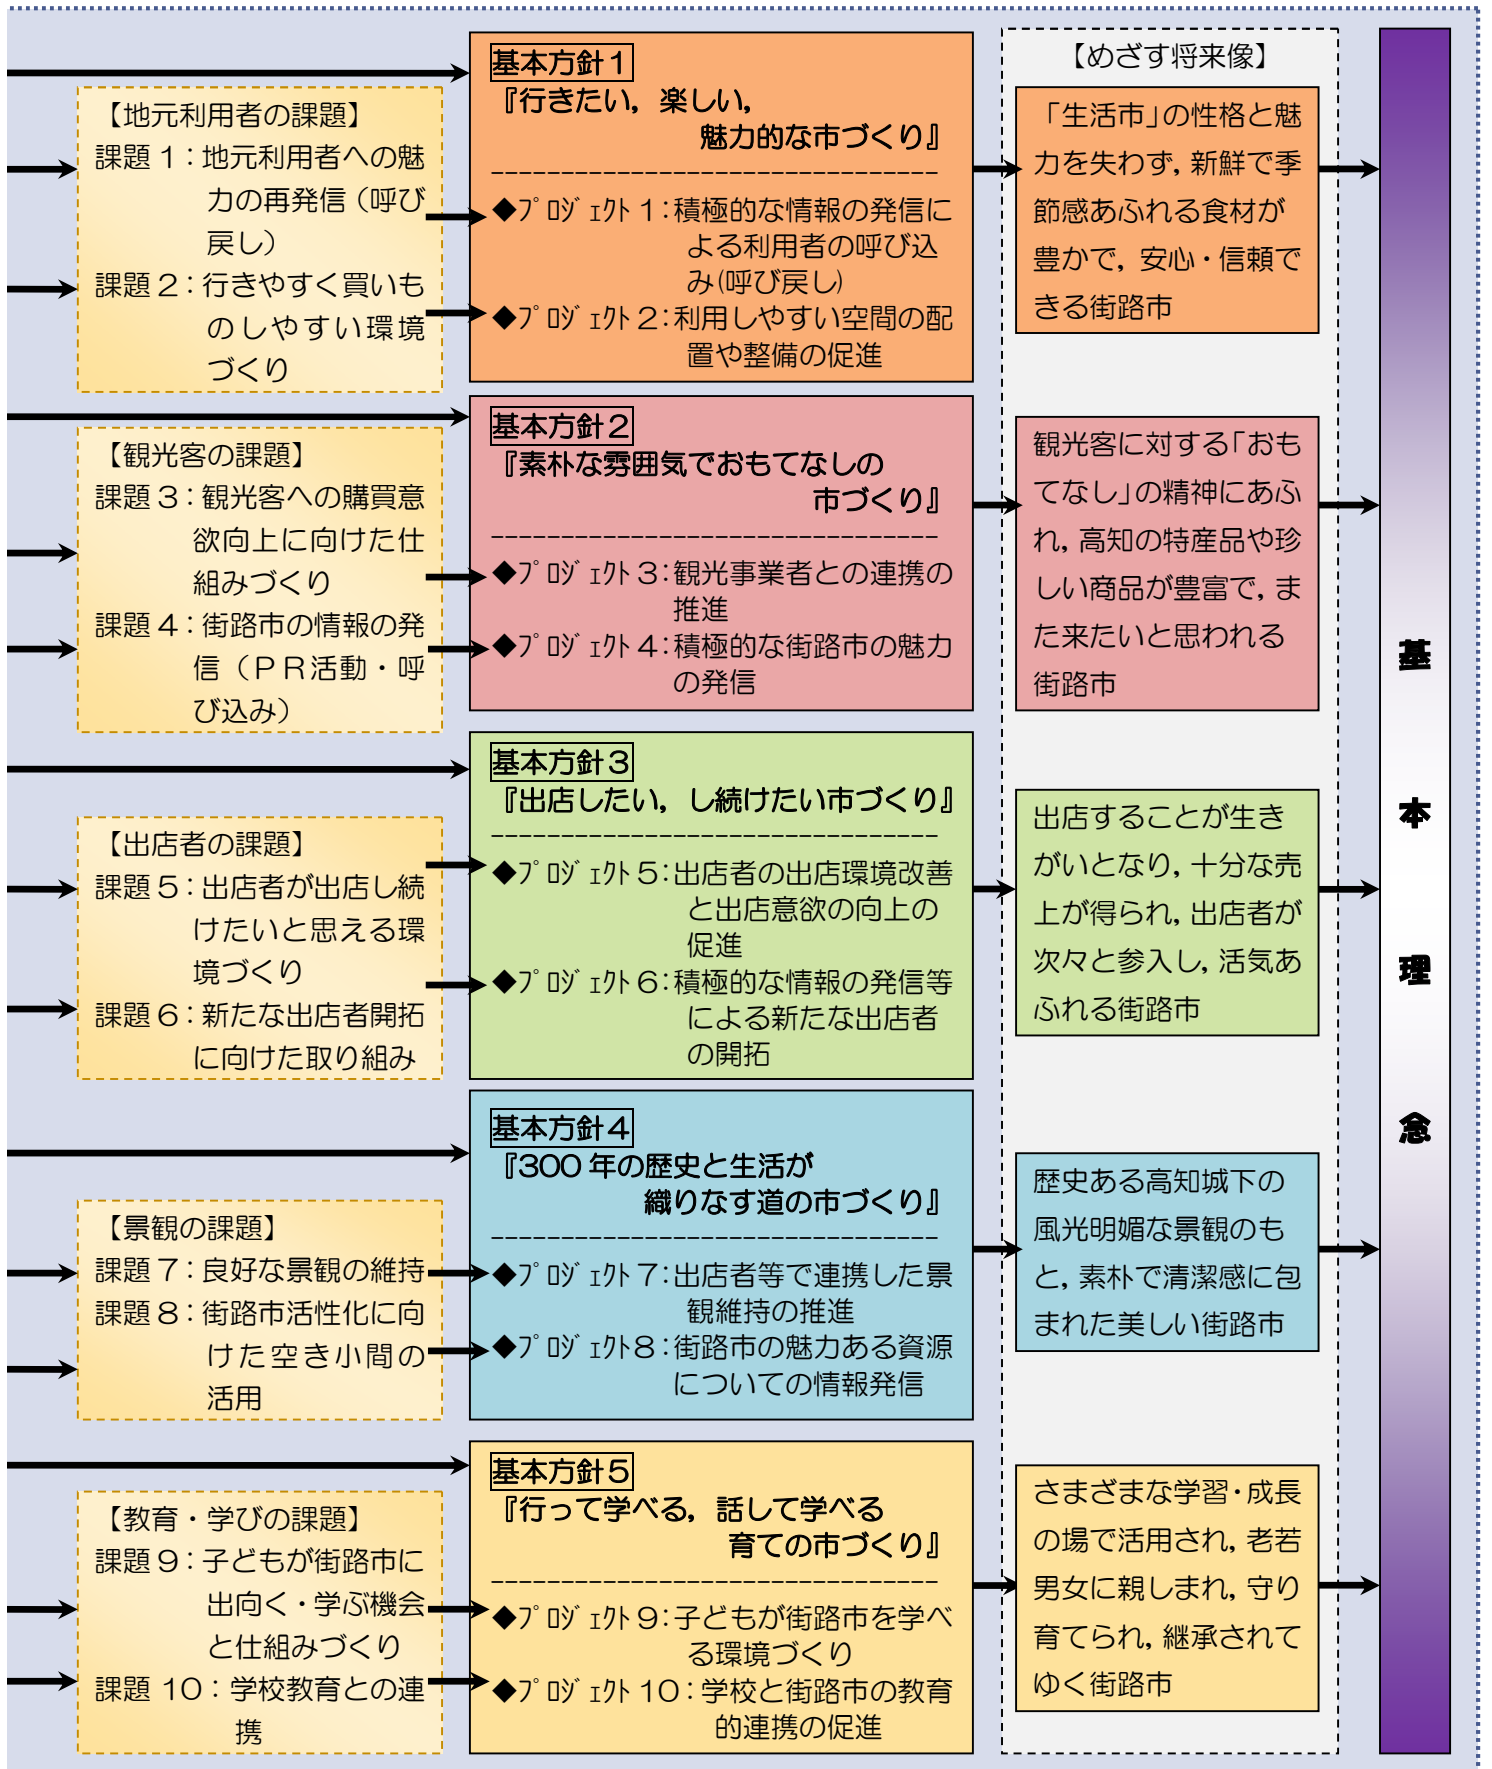 【地元利用者の課題】
課題1：地元利用者への魅
力の再発信（呼び
戻し）
課題2：行きやすく買いも
のしやすい環境
づくり
基本方針1
『行きたい，楽しい，
魅力的な市づくり』
◆ﾌﾟﾛｼﾞｪｸﾄ1：積極的な情報の発信に
よる利用者の呼び込
み(呼び戻し)
◆ﾌﾟﾛｼﾞｪｸﾄ2：利用しやすい空間の配
置や整備の促進
【めざす将来像】
「生活市」の性格と魅
力を失わず，新鮮で季
節感あふれる食材が
豊かで，安心・信頼で
きる街路市
【観光客の課題】
課題3：観光客への購買意
欲向上に向けた仕
組みづくり
課題4：街路市の情報の発
信（ＰＲ活動・呼
び込み）
基本方針2
『素朴な雰囲気でおもてなしの
市づくり』
◆ﾌﾟﾛｼﾞｪｸﾄ3：観光事業者との連携の
推進
◆ﾌﾟﾛｼﾞｪｸﾄ4：積極的な街路市の魅力
の発信
観光客に対する「おも
てなし」の精神にあふ
れ，高知の特産品や珍
しい商品が豊富で，ま
た来たいと思われる
街路市
【出店者の課題】
課題5：出店者が出店し続
けたいと思える環
境づくり
課題6：新たな出店者開拓
に向けた取り組み
基本方針3
『出店したい，し続けたい市づくり』
◆ﾌﾟﾛｼﾞｪｸﾄ5：出店者の出店環境改善
と出店意欲の向上の
促進
◆ﾌﾟﾛｼﾞｪｸﾄ6：積極的な情報の発信等
による新たな出店者
の開拓
出店することが生き
がいとなり，十分な売
上が得られ，出店者が
次々と参入し，活気あ
ふれる街路市
【景観の課題】
課題7：良好な景観の維持
課題8：街路市活性化に向
けた空き小間の
活用
基本方針4
『300年の歴史と生活が
織りなす道の市づくり』
◆ﾌﾟﾛｼﾞｪｸﾄ7：出店者等で連携した景
観維持の推進
◆ﾌﾟﾛｼﾞｪｸﾄ8：街路市の魅力ある資源
についての情報発信
歴史ある高知城下の
風光明媚な景観のも
と，素朴で清潔感に包
まれた美しい街路市
【教育・学びの課題】
課題9：子どもが街路市に
出向く・学ぶ機会
と仕組みづくり
課題10：学校教育との連
携
基本方針5
『行って学べる，話して学べる
育ての市づくり』
◆ﾌﾟﾛｼﾞｪｸﾄ9：子どもが街路市を学べ
る環境づくり
◆ﾌﾟﾛｼﾞｪｸﾄ10：学校と街路市の教育
的連携の促進
さまざまな学習・成長
の場で活用され，老若
男女に親しまれ，守り
育てられ，継承されて
ゆく街路市
基本理念